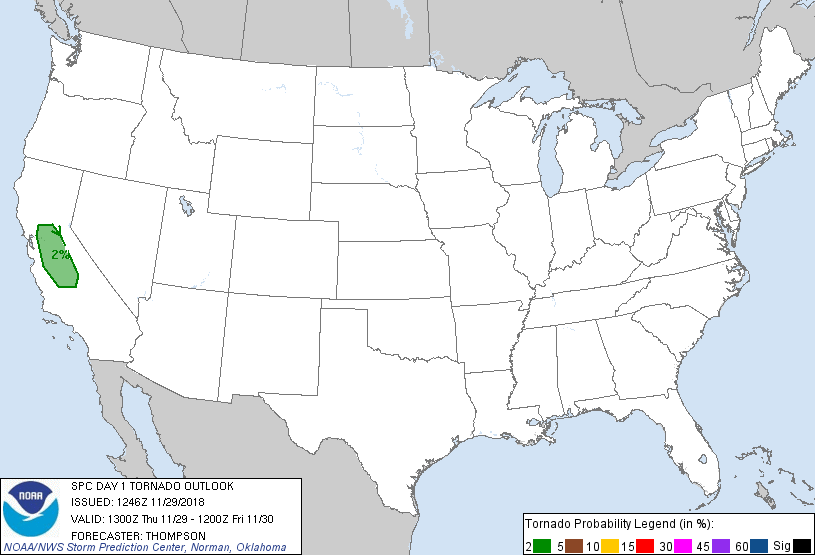 2%
NOAA
SPC DAY 1 TORNADO OUTLOOK
ISSUED: 1246Z 11/29/2018
VALID: 1300Z Thu 11/29 - 1200Z Fri 11/30
FORECASTER: THOMPSON
NOAA/NWS Storm Prediction Center, Norman, Oklahoma
Tornado Probability Legend (in %):
2 5 10 15 30 45 60 Sig